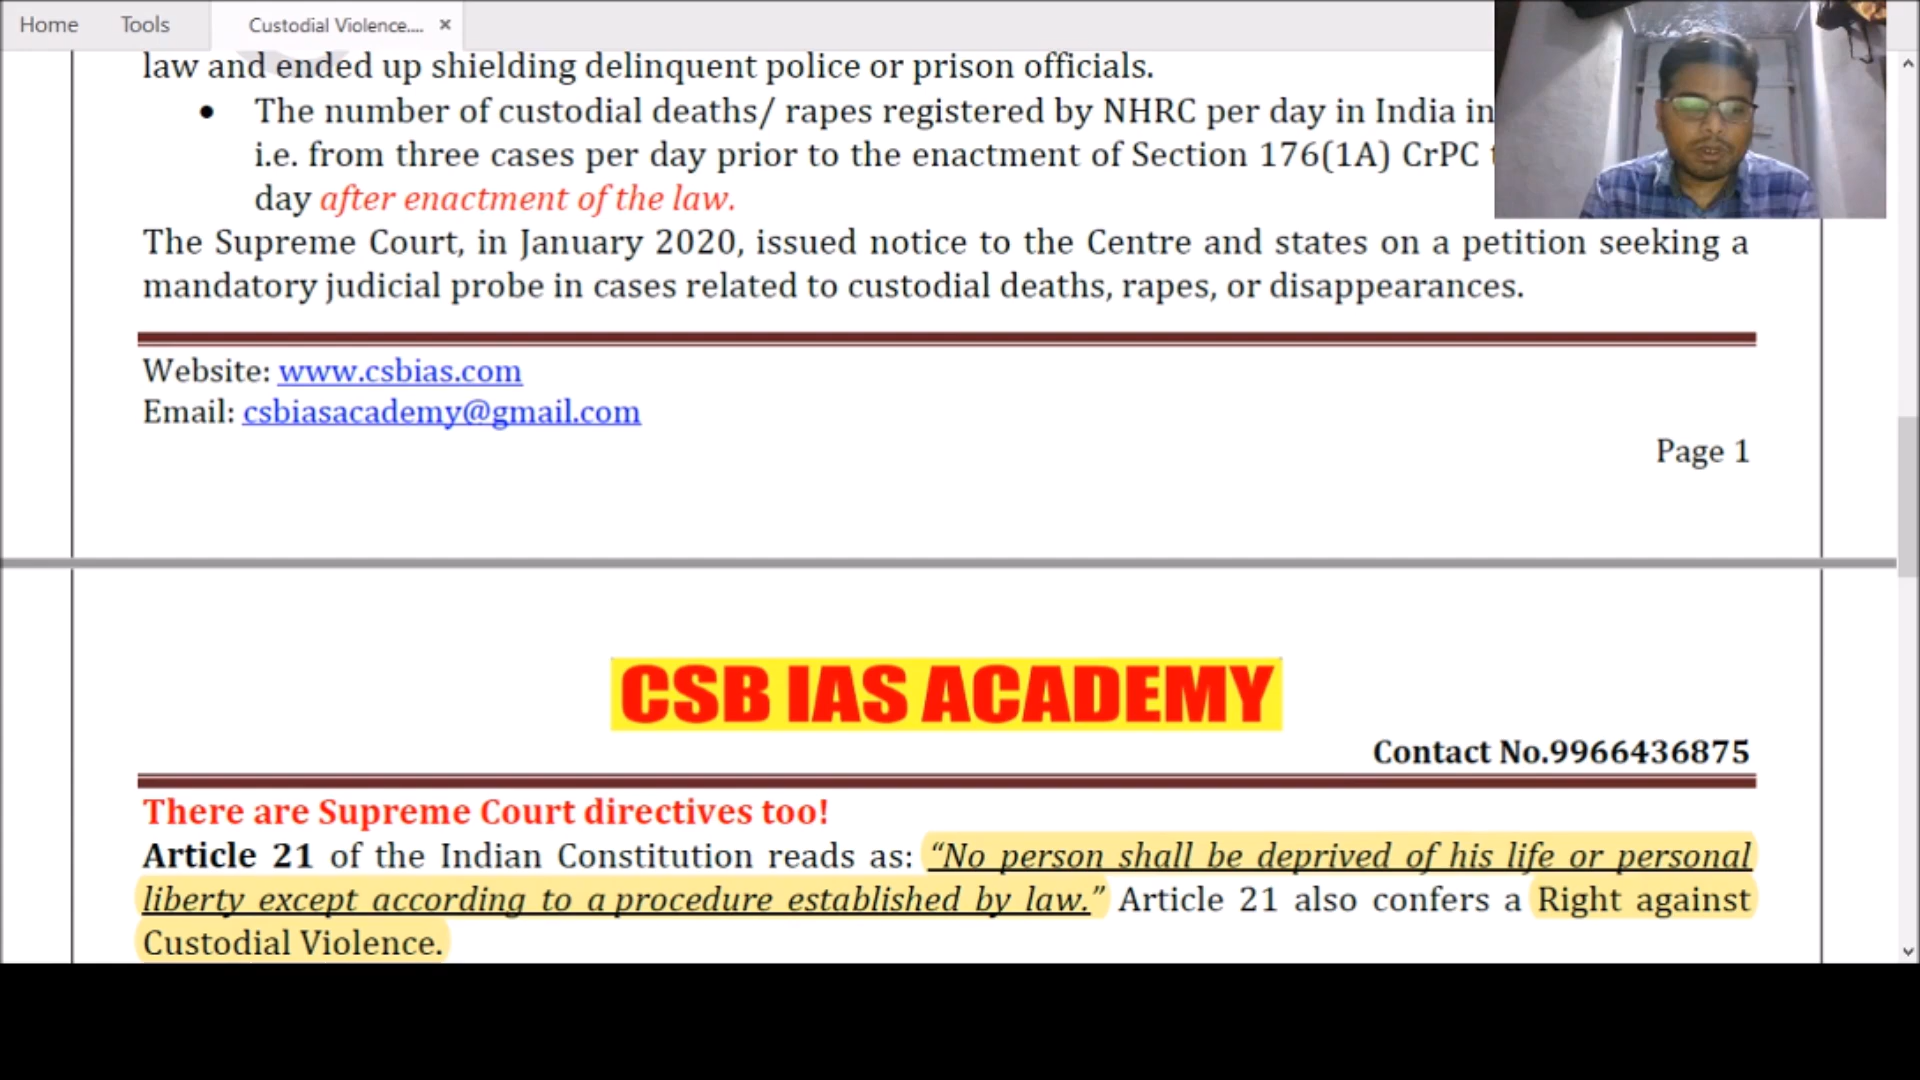 Home Tools Custodial Violence.... ×
law and ended up shielding delinquent police or prison officials.
• The number of custodial deaths/ rapes registered by NHRC per day in India in
i.e. from three cases per day prior to the enactment of Section 176(1A) CrPC
day after enactment of the law.
The Supreme Court, in January 2020, issued notice to the Centre and states on a petition seeking a
mandatory judicial probe in cases related to custodial deaths, rapes, or disappearances.
Website: www.csbias.com
Email: csbiasacademy@gmail.com
Page 1
CSB IAS ACADEMY
Contact No.9966436875
There are Supreme Court directives too!
Article 21 of the Indian Constitution reads as: “No person shall be deprived of his life or personal
liberty except according to a procedure established by law.” Article 21 also confers a Right against
Custodial Violence.